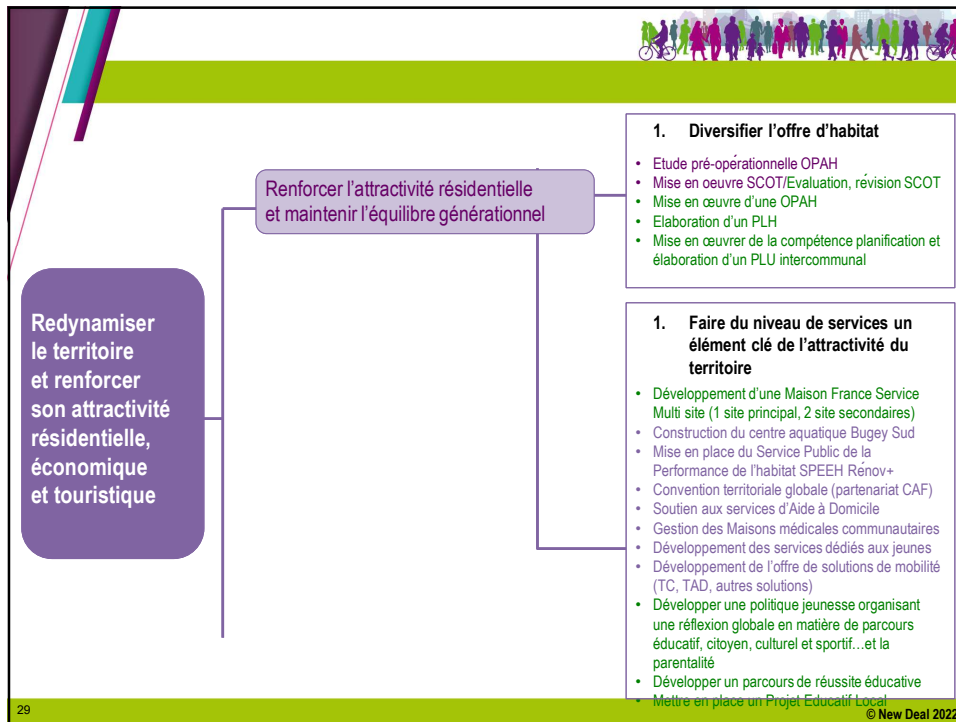 Redynamiser
le territoire
et renforcer
son attractivité
résidentielle,
économique
et touristique
Renforcer l'attractivité résidentielle
et maintenir l'équilibre générationnel
1. Diversifier l'offre d'habitat
• Etude pré-opérationnelle OPAH
• Mise en oeuvre SCOT/Evaluation, révision SCOT
• Mise en œuvre d'une OPAH
• Elaboration d'un PLH
• Mise en œuvrer de la compétence planification et
élaboration d'un PLU intercommunal
1. Faire du niveau de services un
élément clé de l'attractivité du
territoire
• Développement d'une Maison France Service
Multi site (1 site principal, 2 site secondaires)
• Construction du centre aquatique Bugey Sud
• Mise en place du Service Public de la
Performance de l'habitat SPEEH Rénov+
• Convention territoriale globale (partenariat CAF)
• Soutien aux services d'Aide à Domicile
• Gestion des Maisons médicales communautaires
• Développement des services dédiés aux jeunes
• Développement de l'offre de solutions de mobilité
(TC, TAD, autres solutions)
• Développer une politique jeunesse organisant
une réflexion globale en matière de parcours
éducatif, citoyen, culturel et sportif…et la
parentalité
• Développer un parcours de réussite éducative
• Mettre en place un Projet Educatif Local
29
© New Deal 2022